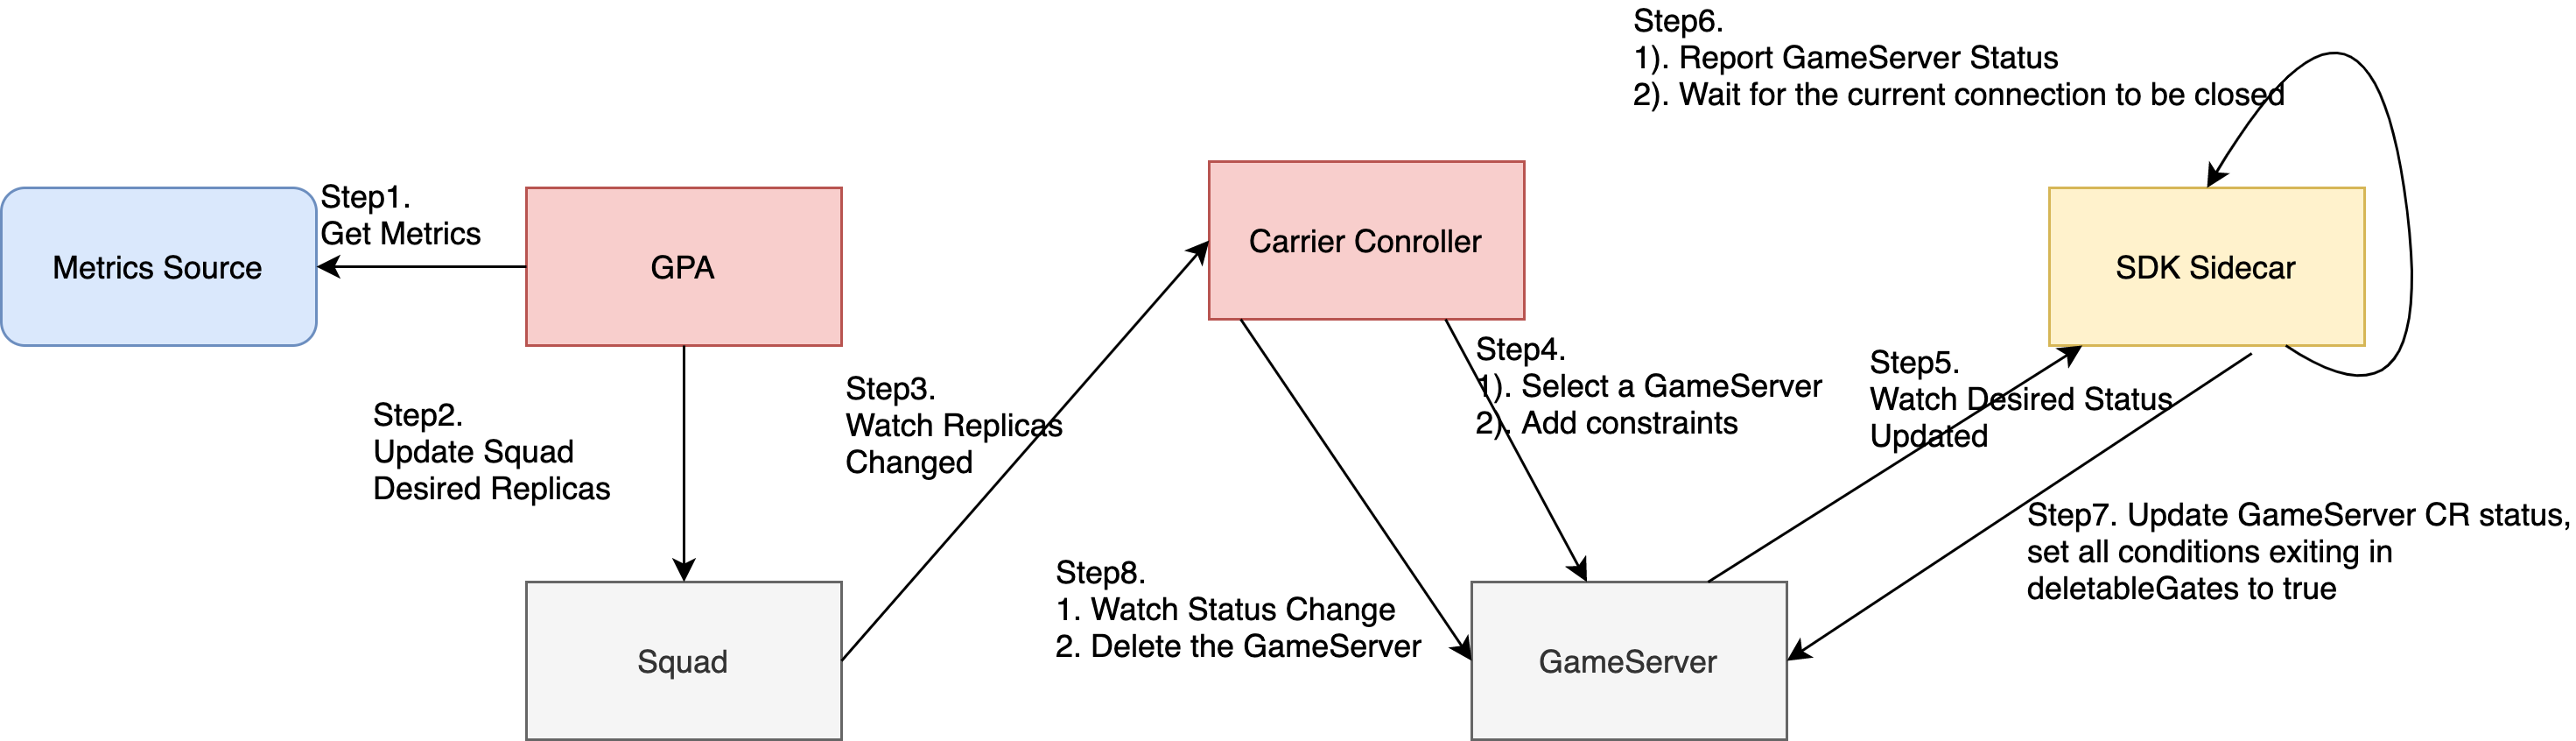 Step6.
1). Report GameServer Status
2). Wait for the current connection to be closed
Step1.
Get Metrics
Metrics Source
GPA
Carrier Conroller
SDK Sidecar
Step2.
Update Squad
Desired Replicas
Step3.
Watch Replicas
Changed
Step4.
1). Select a GameServer
2). Add constraints
Step5.
Watch Desired Status
Updated
Step7. Update GameServer CR status,
set all conditions exiting in
deletableGates to true
Step8.
1. Watch Status Change
2. Delete the GameServer
Squad
GameServer